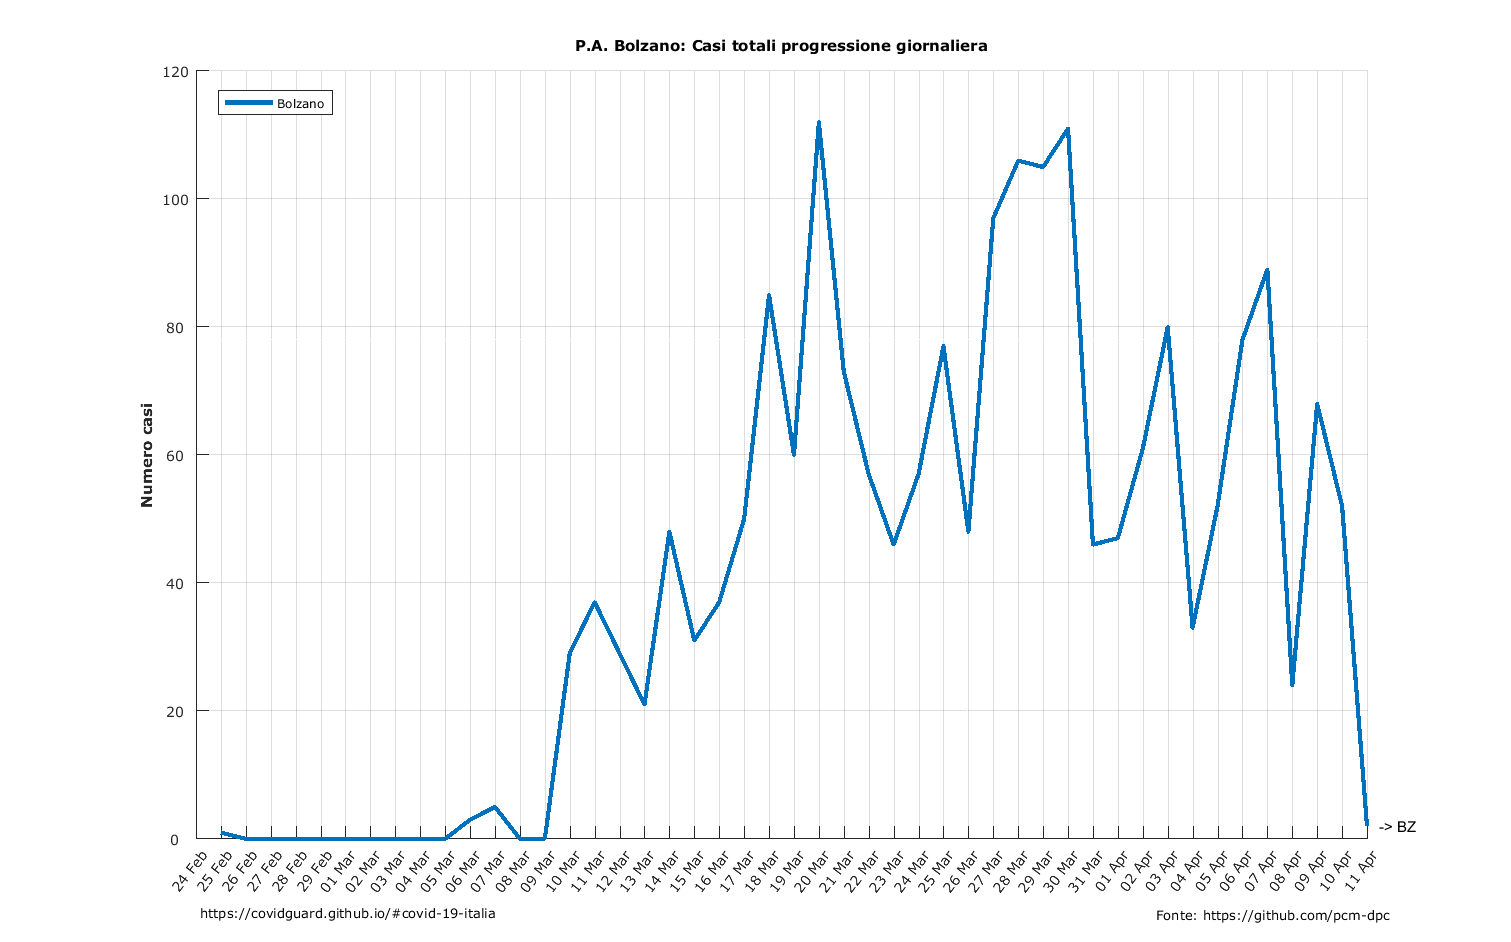 P.A. Bolzano: Casi totali progressione giornaliera
120
100
80
60
40
20
0
Bolzano
Numero casi
-> BZ
24 Feb
25 Feb
26 Feb
27 Feb
28 Feb
29 Feb
01 Mar
02 Mar
03 Mar
04 Mar
05 Mar
06 Mar
07 Mar
08 Mar
09 Mar
10 Mar
11 Mar
12 Mar
13 Mar
14 Mar
15 Mar
16 Mar
17 Mar
18 Mar
19 Mar
20 Mar
21 Mar
22 Mar
23 Mar
24 Mar
25 Mar
26 Mar
27 Mar
28 Mar
29 Mar
30 Mar
31 Mar
01 Apr
02 Apr
03 Apr
04 Apr
05 Apr
06 Apr
07 Apr
08 Apr
09 Apr
10 Apr
11 Apr
https://covidguard.github.io/#covid-19-italia
Fonte: https://github.com/pcm-dpc